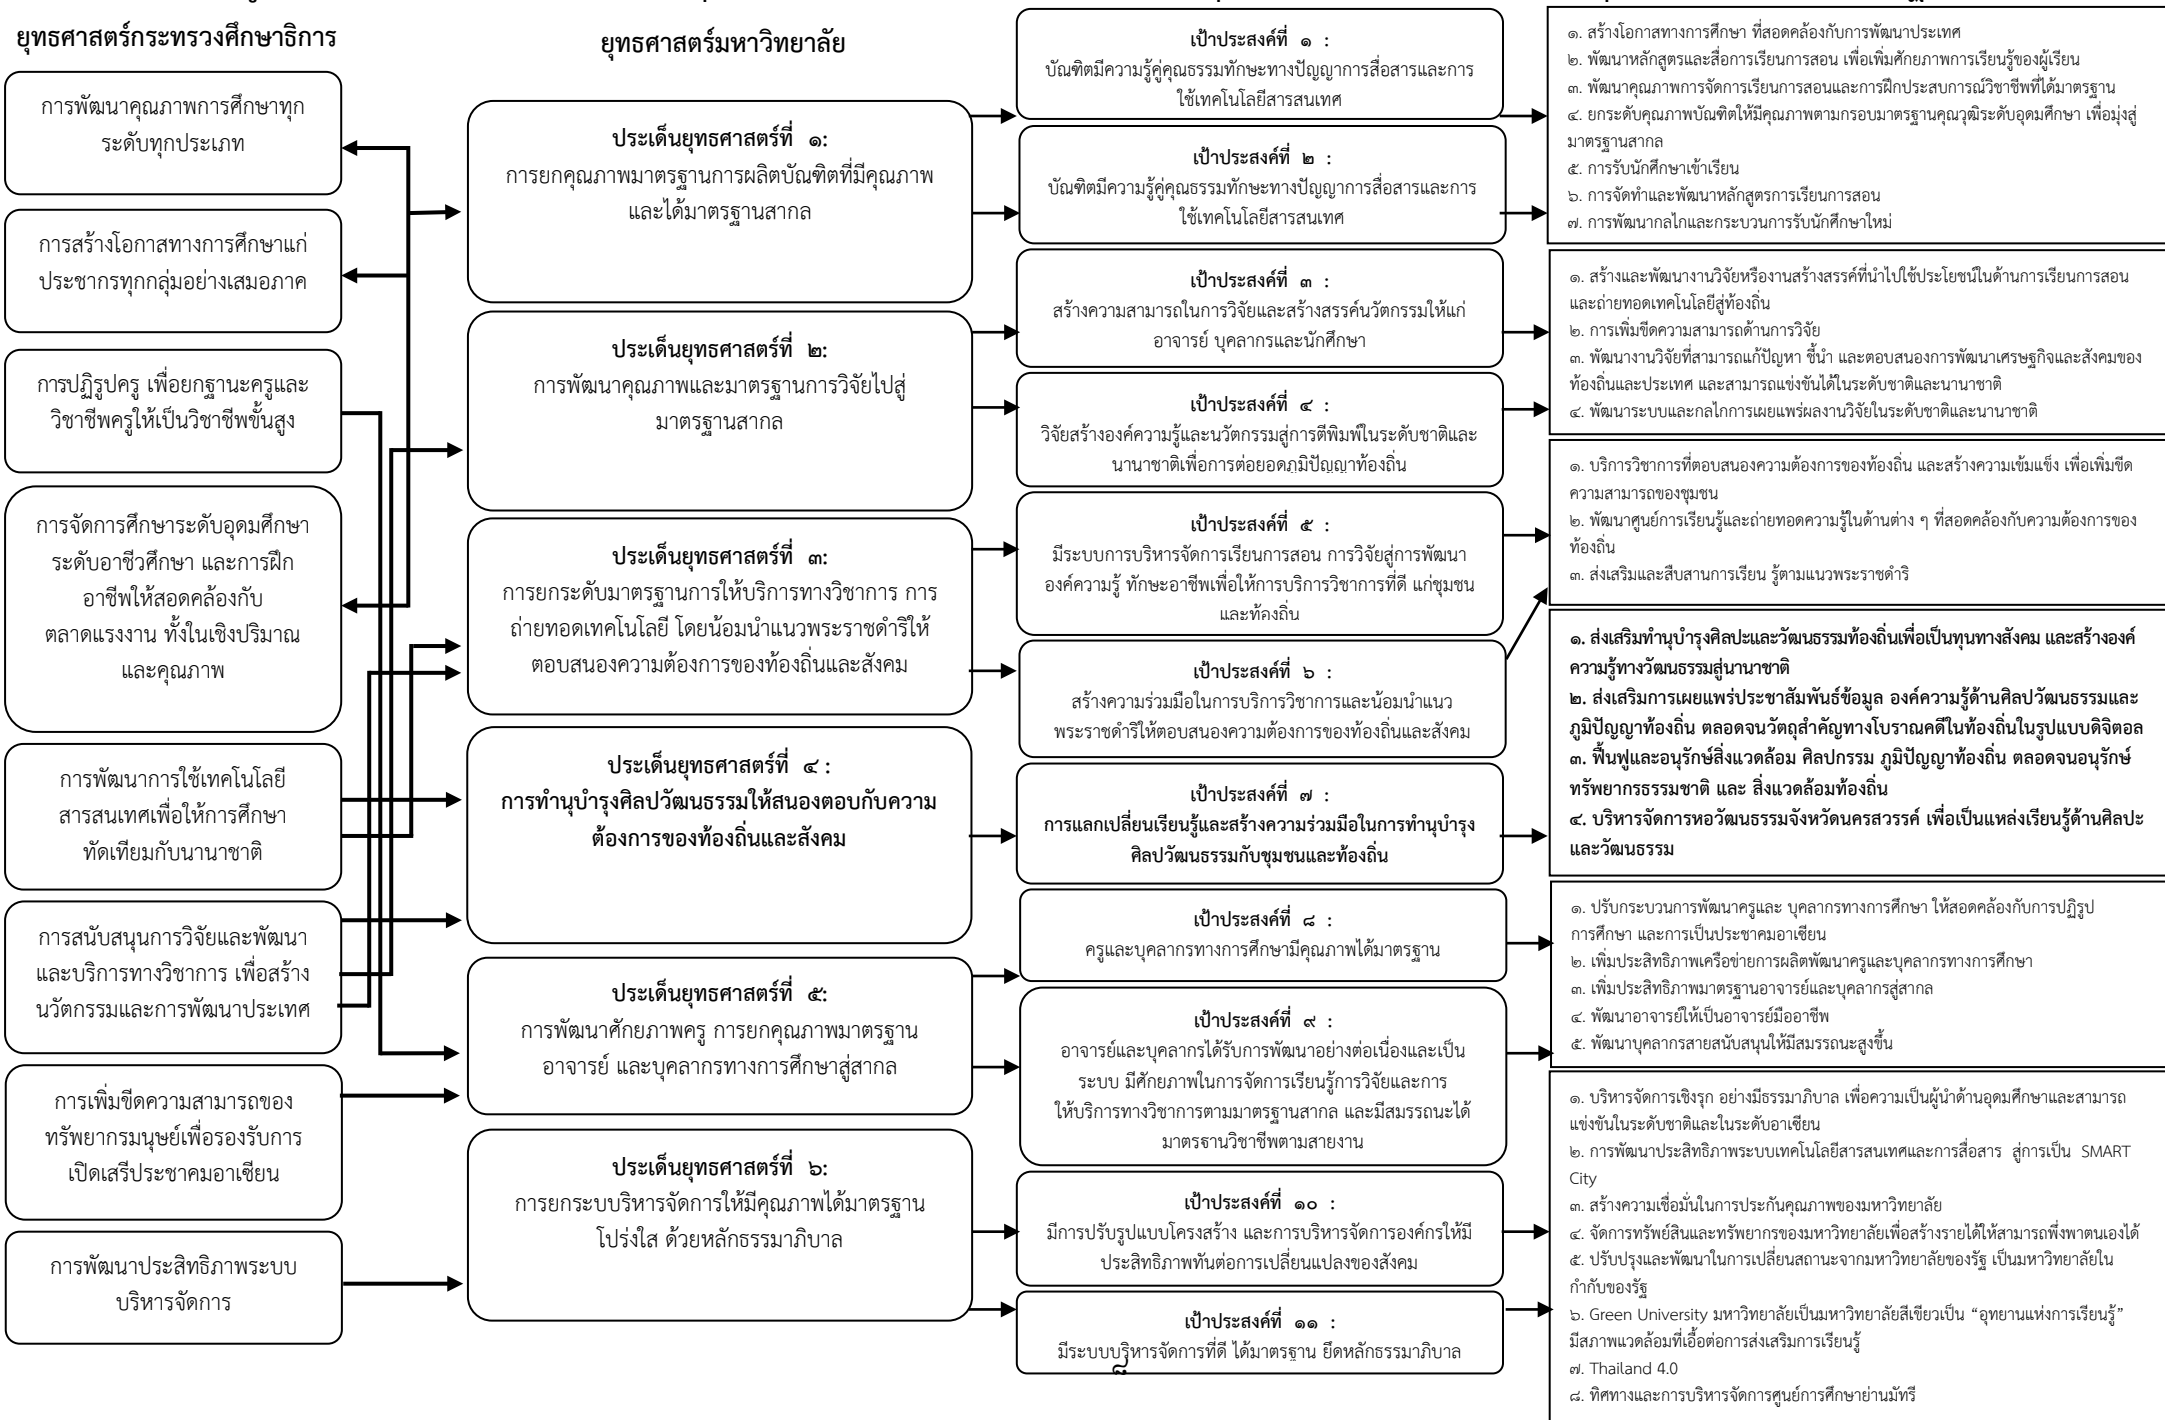 ยุทธศาสตร์กระทรวงศึกษาธิการ
การพัฒนาคุณภาพการศึกษาทุก
ระดับทุกประเภท
การสร้างโอกาสทางการศึกษาแก่
ประชากรทุกกลุ่มอย่างเสมอภาค
การปฏิรูปครู เพื่อยกฐานะครูและ
วิชาชีพครูให้เป็นวิชาชีพขั้นสูง
การจัดการศึกษาระดับอุดมศึกษา
ระดับอาชีวศึกษา และการฝึก
อาชีพให้สอดคล้องกับ
ตลาดแรงงาน ทั้งในเชิงปริมาณ
และคุณภาพ
การพัฒนาการใช้เทคโนโลยี
สารสนเทศเพื่อให้การศึกษา
ทัดเทียมกับนานาชาติ
การสนับสนุนการวิจัยและพัฒนา
และบริการทางวิชาการ เพื่อสร้าง
นวัตกรรมและการพัฒนาประเทศ
การเพิ่มขีดความสามารถของ
ทรัพยากรมนุษย์เพื่อรองรับการ
เปิดเสรีประชาคมอาเซียน
การพัฒนาประสิทธิภาพระบบ
บริหารจัดการ
ยุทธศาสตร์มหาวิทยาลัย
ประเด็นยุทธศาสตร์ที่ ๑:
การยกคุณภาพมาตรฐานการผลิตบัณฑิตที่มีคุณภาพ
และได้มาตรฐานสากล
ประเด็นยุทธศาสตร์ที่ ๒:
การพัฒนาคุณภาพและมาตรฐานการวิจัยไปสู่
มาตรฐานสากล
ประเด็นยุทธศาสตร์ที่ ๓:
การยกระดับมาตรฐานการให้บริการทางวิชาการ การ
ถ่ายทอดเทคโนโลยี โดยน้อมนำแนวพระราชดำริให้
ตอบสนองความต้องการของท้องถิ่นและสังคม
ประเด็นยุทธศาสตร์ที่ ๔ :
การทำนุบำรุงศิลปวัฒนธรรมให้สนองตอบกับความ
ต้องการของท้องถิ่นและสังคม
ประเด็นยุทธศาสตร์ที่ ๕:
การพัฒนาศักยภาพครู การยกคุณภาพมาตรฐาน
อาจารย์ และบุคลากรทางการศึกษาสู่สากล
ประเด็นยุทธศาสตร์ที่ ๖:
การยกระบบบริหารจัดการให้มีคุณภาพได้มาตรฐาน
โปร่งใส ด้วยหลักธรรมาภิบาล
เป้าประสงค์ที่ ๑ :
บัณฑิตมีความรู้คู่คุณธรรมทักษะทางปัญญาการสื่อสารและการ
ใช้เทคโนโลยีสารสนเทศ
เป้าประสงค์ที่ ๒ :
บัณฑิตมีความรู้คู่คุณธรรมทักษะทางปัญญาการสื่อสารและการ
ใช้เทคโนโลยีสารสนเทศ
เป้าประสงค์ที่ ๓ :
สร้างความสามารถในการวิจัยและสร้างสรรค์นวัตกรรมให้แก่
อาจารย์ บุคลากรและนักศึกษา
เป้าประสงค์ที่ ๔ :
วิจัยสร้างองค์ความรู้และนวัตกรรมสู่การตีพิมพ์ในระดับชาติและ
นานาชาติเพื่อการต่อยอดภูมิปัญญาท้องถิ่น
เป้าประสงค์ที่ ๕ :
มีระบบการบริหารจัดการเรียนการสอน การวิจัยสู่การพัฒนา
องค์ความรู้ ทักษะอาชีพเพื่อให้การบริการวิชาการที่ดี แก่ชุมชน
และท้องถิ่น
เป้าประสงค์ที่ ๖ :
สร้างความร่วมมือในการบริการวิชาการและน้อมนำแนว
พระราชดำริให้ตอบสนองความต้องการของท้องถิ่นและสังคม
เป้าประสงค์ที่ ๗ :
การแลกเปลี่ยนเรียนรู้และสร้างความร่วมมือในการทำนุบำรุง
ศิลปวัฒนธรรมกับชุมชนและท้องถิ่น
เป้าประสงค์ที่ ๘ :
ครูและบุคลากรทางการศึกษามีคุณภาพได้มาตรฐาน
เป้าประสงค์ที่ ๙ :
อาจารย์และบุคลากรได้รับการพัฒนาอย่างต่อเนื่องและเป็น
ระบบ มีศักยภาพในการจัดการเรียนรู้การวิจัยและการ
ให้บริการทางวิชาการตามมาตรฐานสากล และมีสมรรถนะได้
มาตรฐานวิชาชีพตามสายงาน
เป้าประสงค์ที่ ๑๐ :
มีการปรับรูปแบบโครงสร้าง และการบริหารจัดการองค์กรให้มี
ประสิทธิภาพทันต่อการเปลี่ยนแปลงของสังคม
เป้าประสงค์ที่ ๑๑ :
มีระบบบริหารจัดการที่ดี ได้มาตรฐาน ยึดหลักธรรมาภิบาล
๘
๑. สร้างโอกาสทางการศึกษา ที่สอดคล้องกับการพัฒนาประเทศ
๒. พัฒนาหลักสูตรและสื่อการเรียนการสอน เพื่อเพิ่มศักยภาพการเรียนรู้ของผู้เรียน
๓. พัฒนาคุณภาพการจัดการเรียนการสอนและการฝึกประสบการณ์วิชาชีพที่ได้มาตรฐาน
๔. ยกระดับคุณภาพบัณฑิตให้มีคุณภาพตามกรอบมาตรฐานคุณวุฒิระดับอุดมศึกษา เพื่อมุ่งสู่
มาตรฐานสากล
๕. การรับนักศึกษาเข้าเรียน
๖. การจัดทำและพัฒนาหลักสูตรการเรียนการสอน
๗. การพัฒนากลไกและกระบวนการรับนักศึกษาใหม่
๑. สร้างและพัฒนางานวิจัยหรืองานสร้างสรรค์ที่นำไปใช้ประโยชน์ในด้านการเรียนการสอน
และถ่ายทอดเทคโนโลยีสู่ท้องถิ่น
๒. การเพิ่มขีดความสามารถด้านการวิจัย
๓. พัฒนางานวิจัยที่สามารถแก้ปัญหา ชี้นำ และตอบสนองการพัฒนาเศรษฐกิจและสังคมของ
ท้องถิ่นและประเทศ และสามารถแข่งขันได้ในระดับชาติและนานาชาติ
๔. พัฒนาระบบและกลไกการเผยแพร่ผลงานวิจัยในระดับชาติและนานาชาติ
๑. บริการวิชาการที่ตอบสนองความต้องการของท้องถิ่น และสร้างความเข้มแข็ง เพื่อเพิ่มขีด
ความสามารถของชุมชน
๒. พัฒนาศูนย์การเรียนรู้และถ่ายทอดความรู้ในด้านต่าง ๆ ที่สอดคล้องกับความต้องการของ
ท้องถิ่น
๓. ส่งเสริมและสืบสานการเรียน รู้ตามแนวพระราชดำริ
๑. ส่งเสริมทำนุบำรุงศิลปะและวัฒนธรรมท้องถิ่นเพื่อเป็นทุนทางสังคม และสร้างองค์
ความรู้ทางวัฒนธรรมสู่นานาชาติ
๒. ส่งเสริมการเผยแพร่ประชาสัมพันธ์ข้อมูล องค์ความรู้ด้านศิลปวัฒนธรรมและ
ภูมิปัญญาท้องถิ่น ตลอดจนวัตถุสำคัญทางโบราณคดีในท้องถิ่นในรูปแบบดิจิตอล
๓. ฟื้นฟูและอนุรักษ์สิ่งแวดล้อม ศิลปกรรม ภูมิปัญญาท้องถิ่น ตลอดจนอนุรักษ์
ทรัพยากรธรรมชาติ และ สิ่งแวดล้อมท้องถิ่น
๔. บริหารจัดการหอวัฒนธรรมจังหวัดนครสวรรค์ เพื่อเป็นแหล่งเรียนรู้ด้านศิลปะ
และวัฒนธรรม
๑. ปรับกระบวนการพัฒนาครูและ บุคลากรทางการศึกษา ให้สอดคล้องกับการปฏิรูป
การศึกษา และการเป็นประชาคมอาเซียน
๒. เพิ่มประสิทธิภาพเครือข่ายการผลิตพัฒนาครูและบุคลากรทางการศึกษา
๓. เพิ่มประสิทธิภาพมาตรฐานอาจารย์และบุคลากรสู่สากล
๔. พัฒนาอาจารย์ให้เป็นอาจารย์มืออาชีพ
๕. พัฒนาบุคลากรสายสนับสนุนให้มีสมรรถนะสูงขึ้น
๑. บริหารจัดการเชิงรุก อย่างมีธรรมาภิบาล เพื่อความเป็นผู้นำด้านอุดมศึกษาและสามารถ
แข่งขันในระดับชาติและในระดับอาเซียน
๒. การพัฒนาประสิทธิภาพระบบเทคโนโลยีสารสนเทศและการสื่อสาร สู่การเป็น SMART
City
๓. สร้างความเชื่อมั่นในการประกันคุณภาพของมหาวิทยาลัย
๔. จัดการทรัพย์สินและทรัพยากรของมหาวิทยาลัยเพื่อสร้างรายได้ให้สามารถพึ่งพาตนเองได้
๕. ปรับปรุงและพัฒนาในการเปลี่ยนสถานะจากมหาวิทยาลัยของรัฐ เป็นมหาวิทยาลัยใน
กำกับของรัฐ
๖. Green University มหาวิทยาลัยเป็นมหาวิทยาลัยสีเขียวเป็น “อุทยานแห่งการเรียนรู้”
มีสภาพแวดล้อมที่เอื้อต่อการส่งเสริมการเรียนรู้
๗. Thailand 4.0
๘. ทิศทางและการบริหารจัดการศูนย์การศึกษาย่านมัทรี